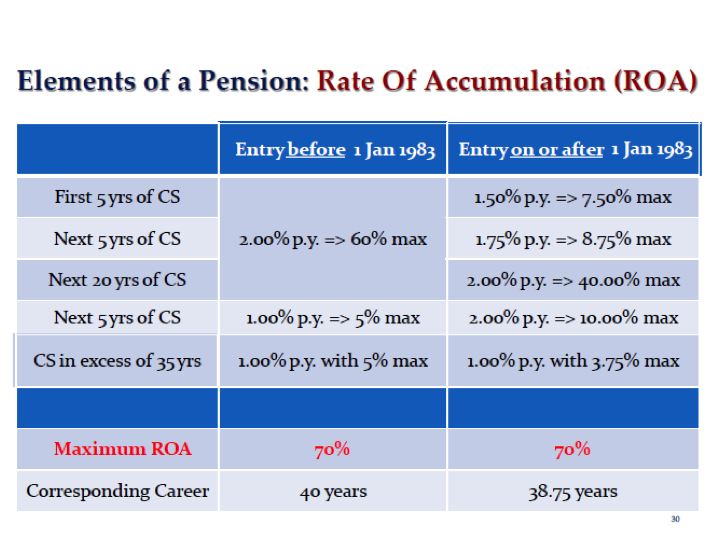 Elements of a Pension: Rate Of Accumulation (ROA)
Entry before 1 Jan 1983 Entry on or after 1 Jan 1983
First 5 yrs of CS 1.50% p.y. => 7.50% max
Next 5 yrs of CS 2.00% p.y. => 60% max 1.75% p.y. => 8.75% max
Next 20 yrs of CS 2.00% p.y. => 40.00% max
Next 5 yrs of CS 1.00% p.y. => 5% max 2.00% p.y. => 10.00% max
CS in excess of 35 yrs 1.00% p.y. with 5% max 1.00% p.y. with 3.75% max
Maximum ROA 70% 70%
Corresponding Career 40 years 38.75 years
30